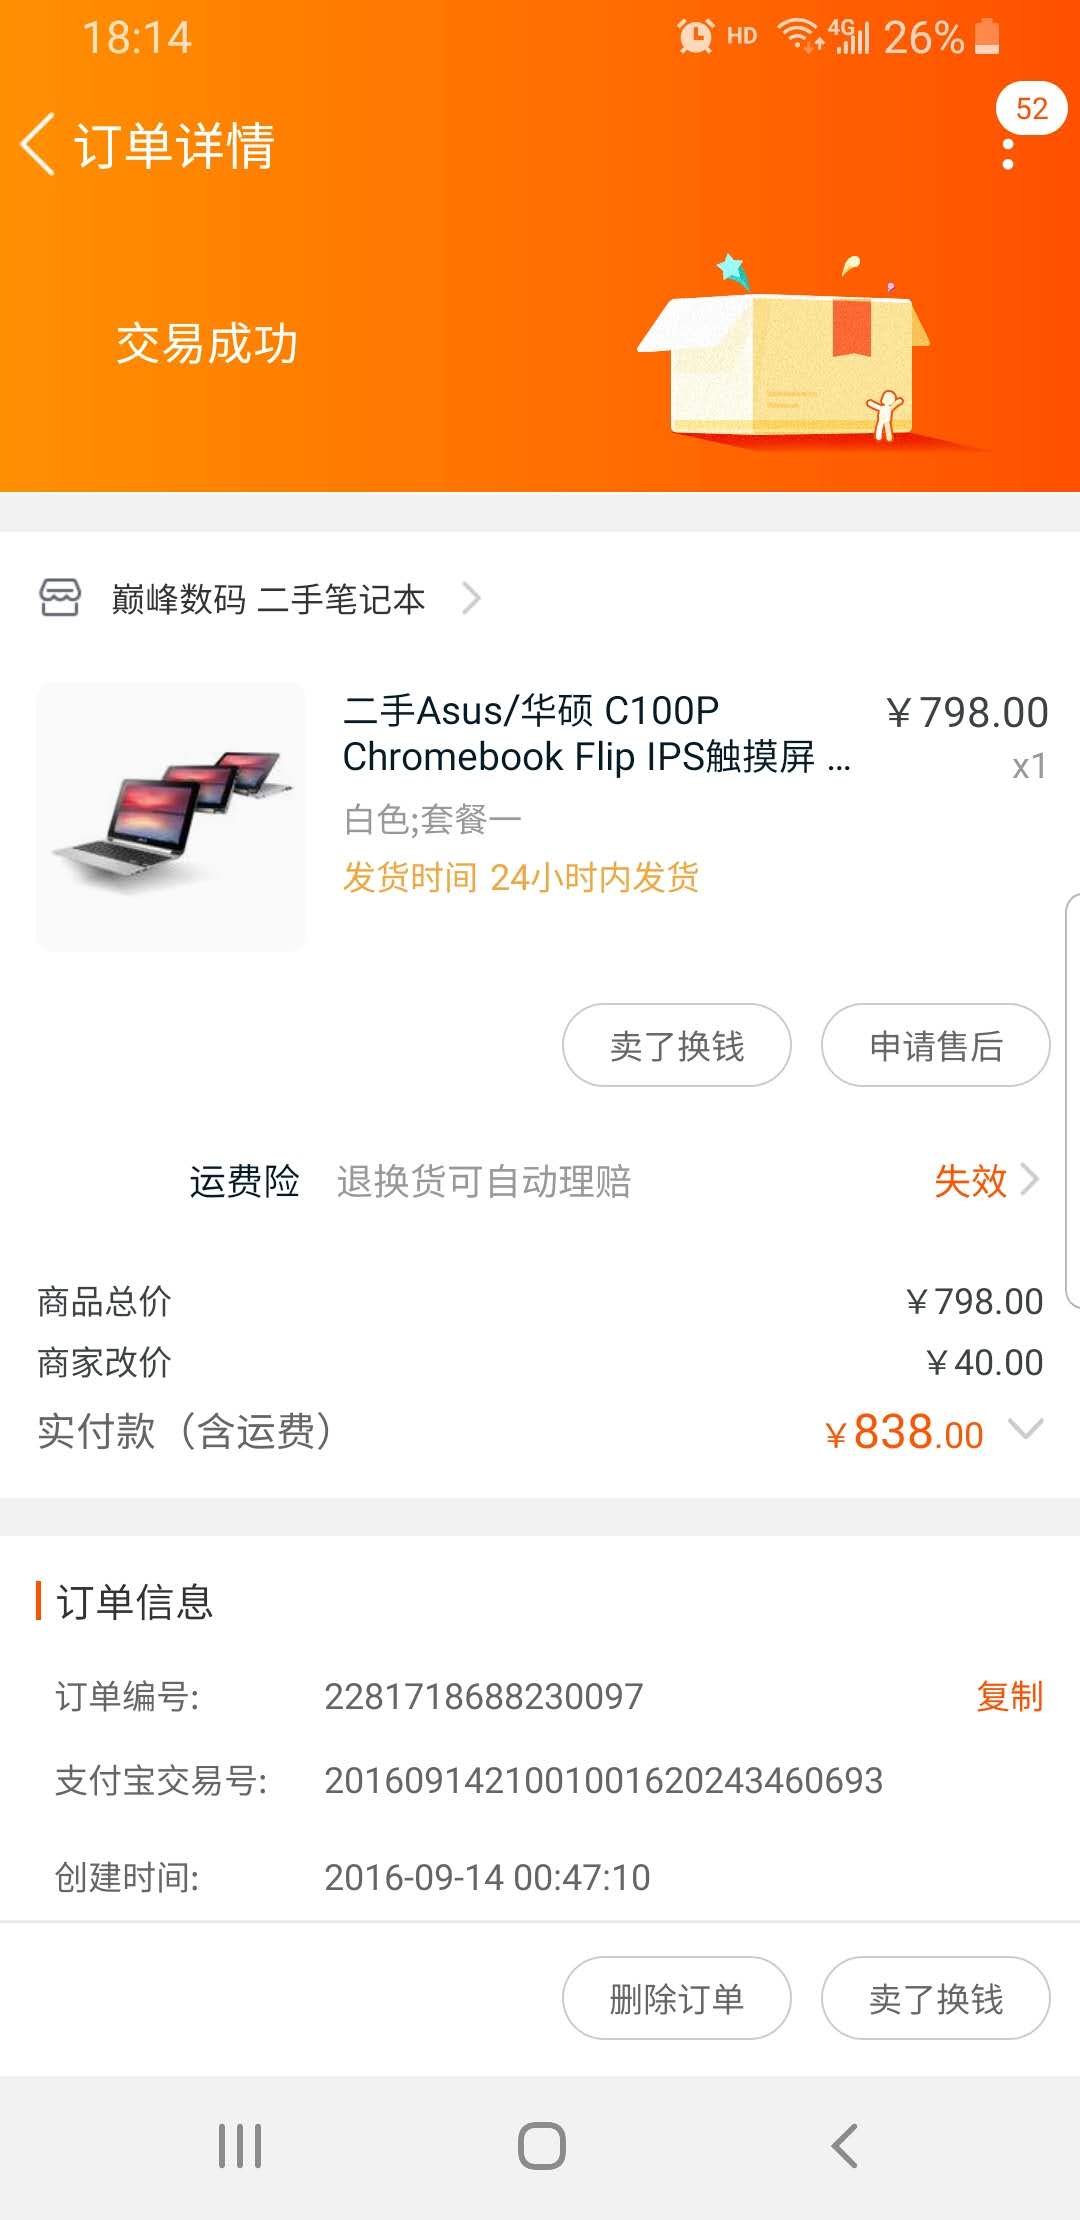 18:14
HD 4G 26%
52
订单详情
交易成功
巅峰数码 二手笔记本
二手Asus/华硕 C100P ￥798.00
Chromebook Flip IPS触摸屏 ... x1
白色;套餐一
发货时间 24小时内发货
卖了换钱 申请售后
运费险 退换货可自动理赔 失效
商品总价 ￥798.00
商家改价 ￥40.00
实付款（含运费） ￥838.00
订单信息
订单编号: 2281718688230097 复制
支付宝交易号: 2016091421001001620243460693
创建时间: 2016-09-14 00:47:10
删除订单 卖了换钱